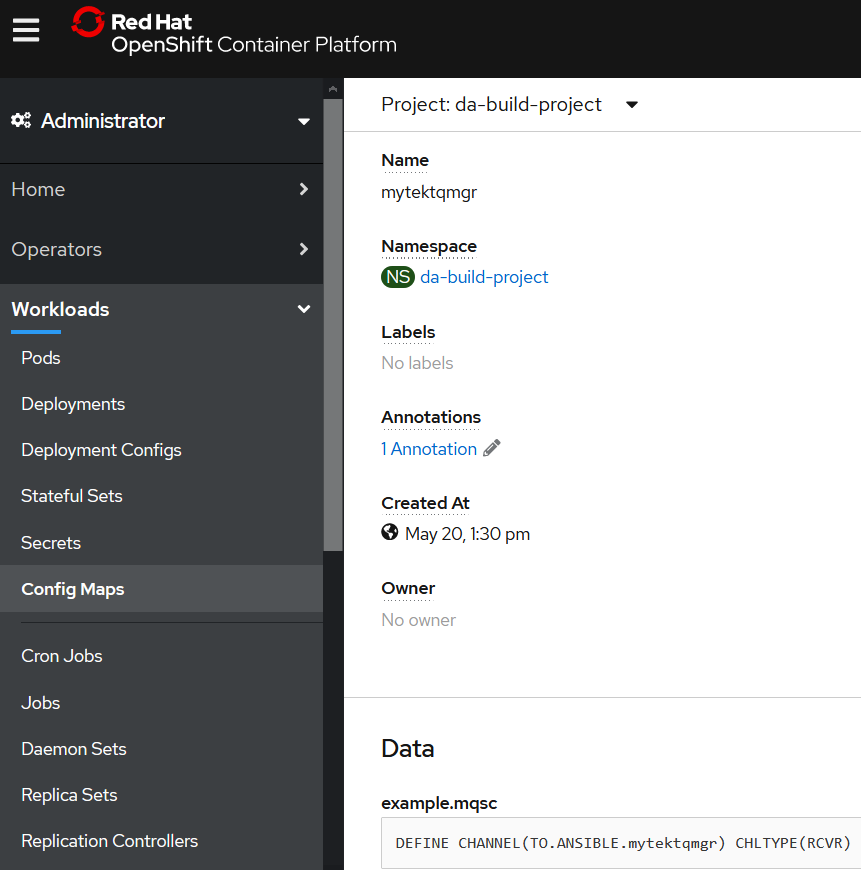 Red Hat
OpenShift Container Platform
Administrator
Home
Operators
Workloads
Pods
Deployments
Deployment Configs
Stateful Sets
Secrets
Config Maps
Cron Jobs
Jobs
Daemon Sets
Replica Sets
Replication Controllers
Project: da-build-project
Name
mytektqmgr
Namespace
NS da-build-project
Labels
No labels
Annotations
1 Annotation
Created At
May 20, 1:30 pm
Owner
No owner
Data
example.mqsc
DEFINE CHANNEL(TO.ANSIBLE.mytektqmgr) CHLTYPE(RCVR)